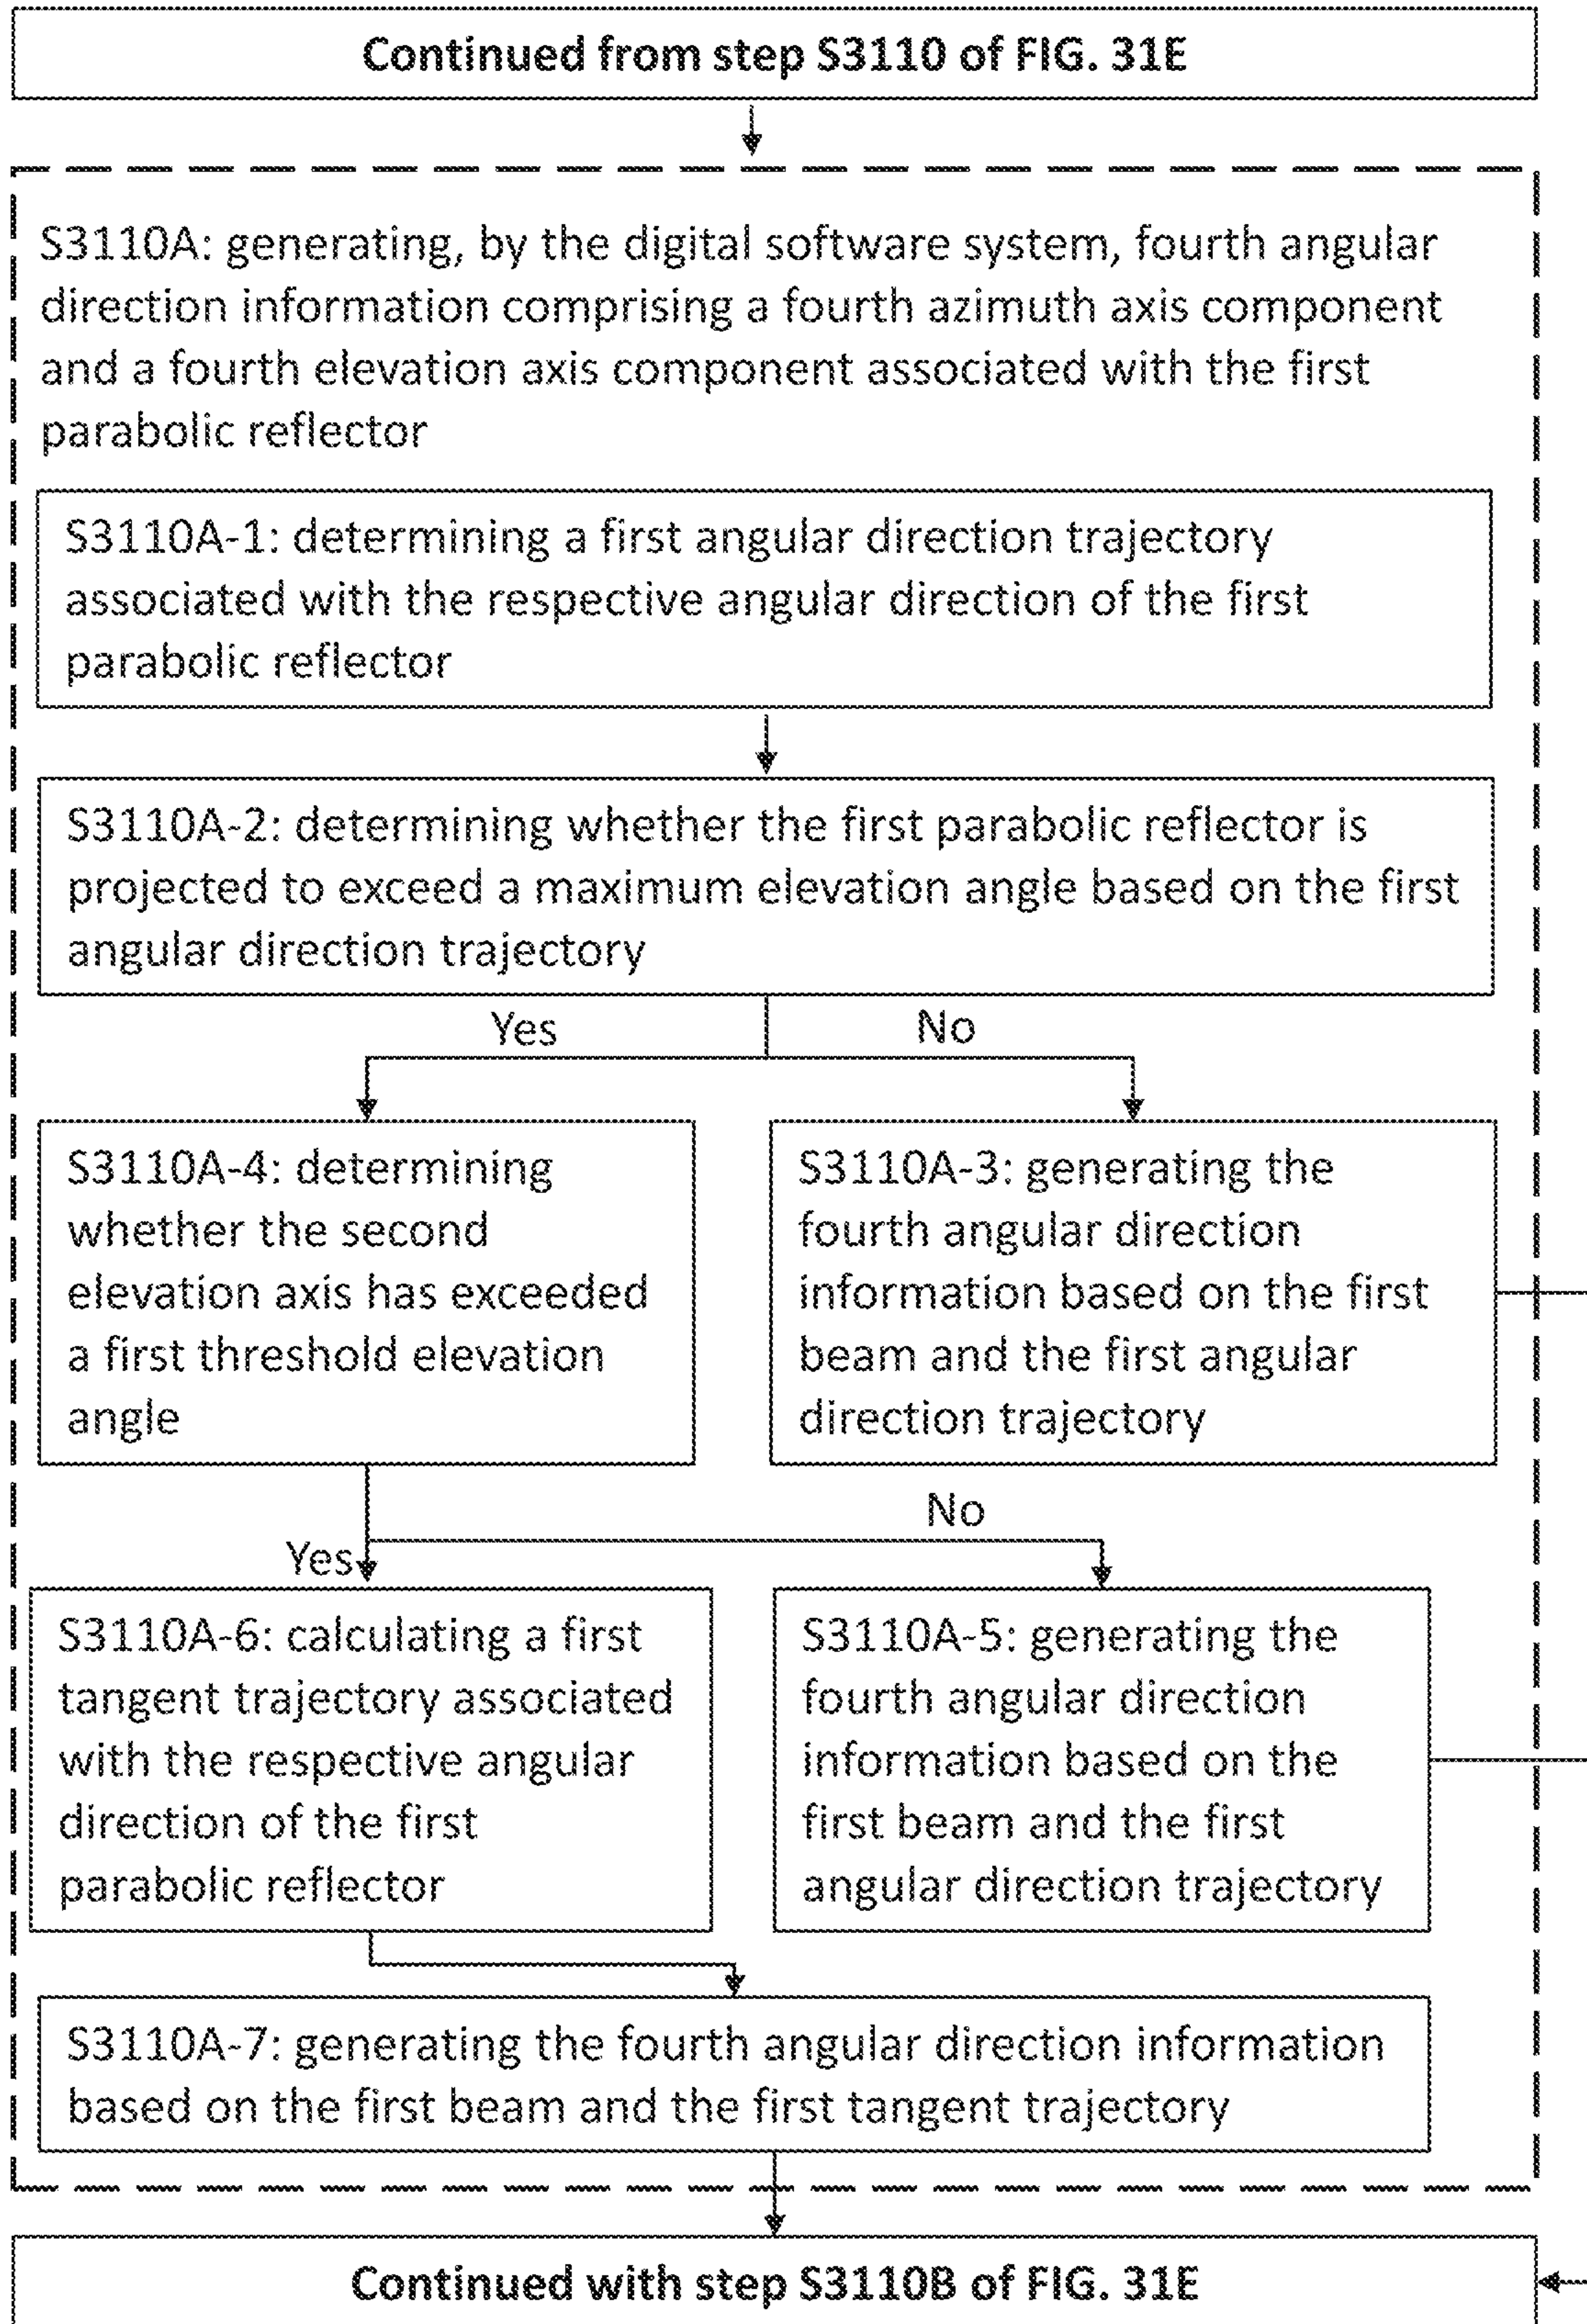 Continued from step S3110 of FIG. 31E
S3110A: generating, by the digital software system, fourth angular
direction information comprising a fourth azimuth axis component
and a fourth elevation axis component associated with the first
parabolic reflector
S3110A-1: determining a first angular direction trajectory
associated with the respective angular direction of the first
parabolic reflector
S3110A-2: determining whether the first parabolic reflector is
projected to exceed a maximum elevation angle based on the first
angular direction trajectory
Yes
No
S3110A-4: determining
whether the second
elevation axis has exceeded
a first threshold elevation
angle
S3110A-3: generating the
fourth angular direction
information based on the first
beam and the first angular
direction trajectory
No
Yes
S3110A-6: calculating a first
tangent trajectory associated
with the respective angular
direction of the first
parabolic reflector
S3110A-5: generating the
fourth angular direction
information based on the
first beam and the first
angular direction trajectory
S3110A-7: generating the fourth angular direction information
based on the first beam and the first tangent trajectory
Continued with step S3110B of FIG. 31E